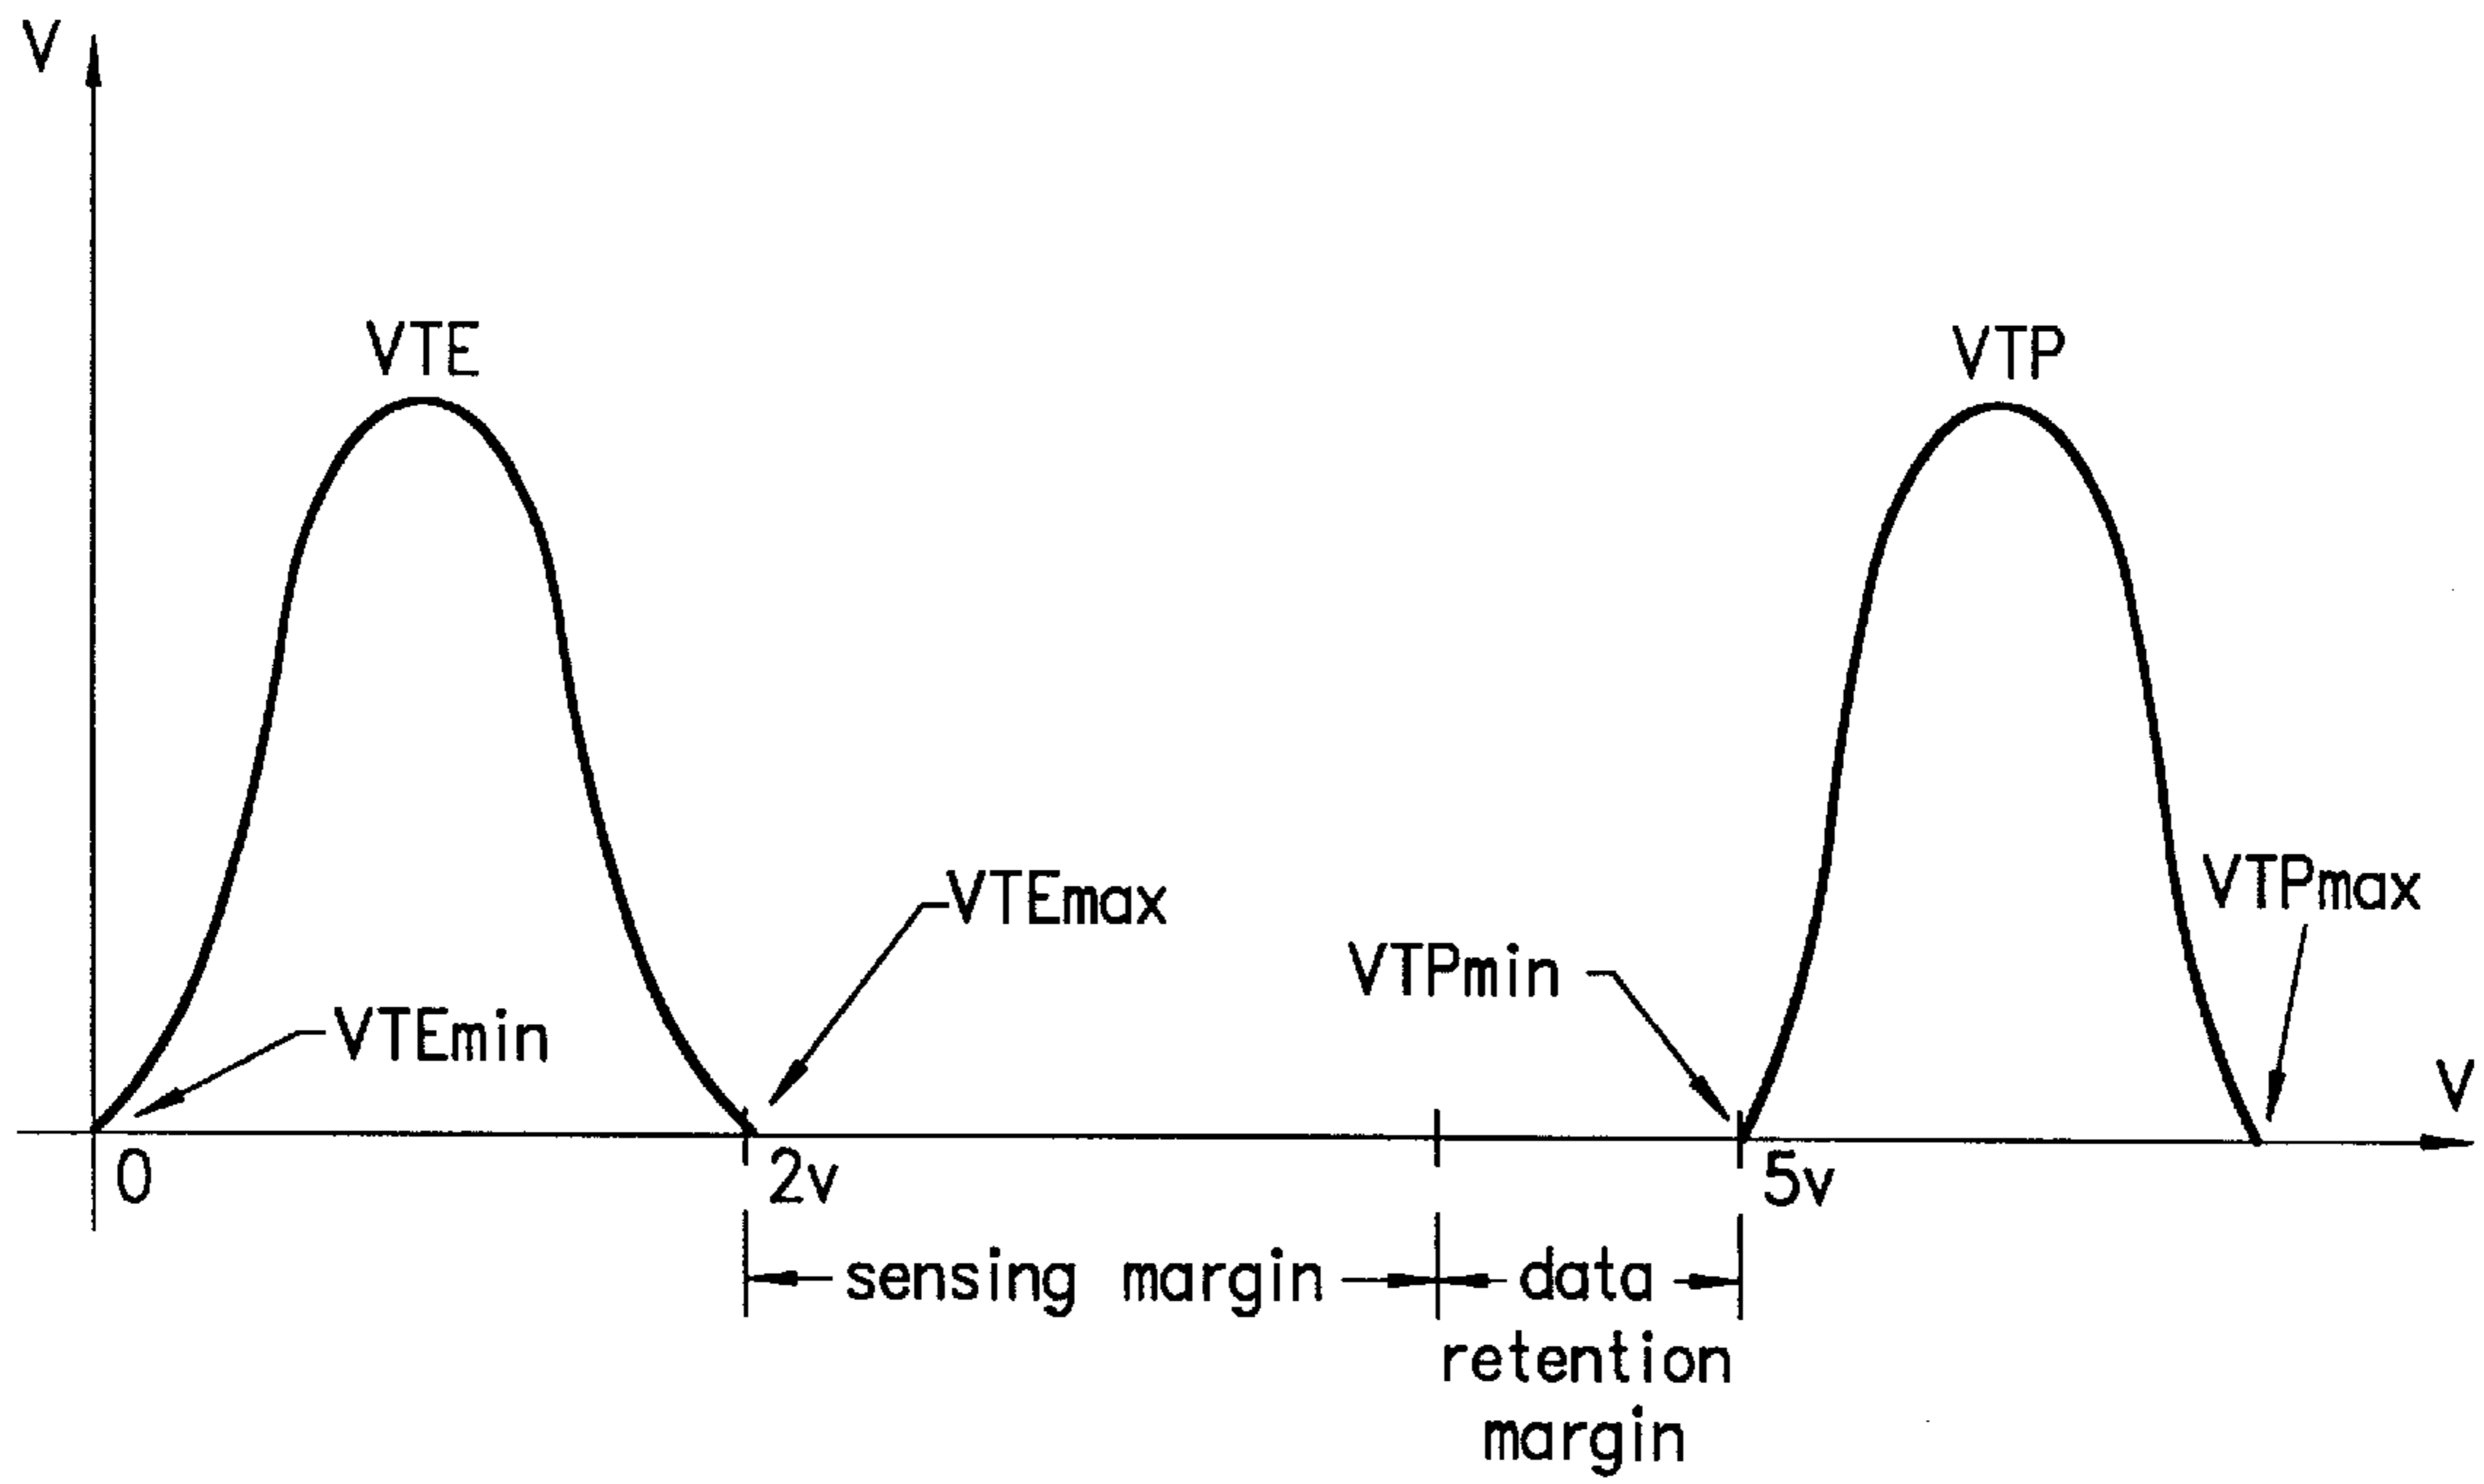 V
VTE
VTP
VTEmax
VTPmax
VTPmin
VTEmin
V
0
2v
5v
sensing margin
data
retention
margin